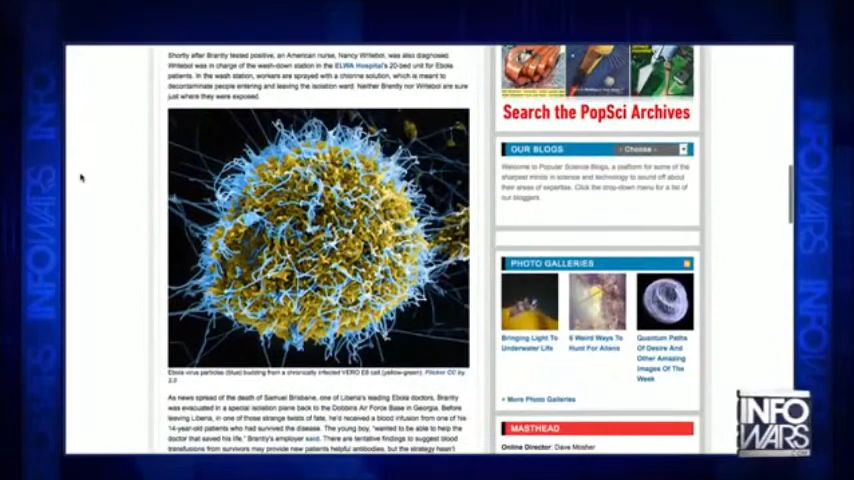 Shortly after Brantly tested positive, an American nurse, Nancy Writebol, was also diagnosed.
Writebol was in charge of the wash-down station in the ELWA Hospital's 20-bed unit for Ebola
patients. In the wash station, workers are sprayed with a chlorine solution, which is meant to
decontaminate people entering and leaving the isolation ward. Neither Brantly nor Writebol are sure
just where they were exposed.
Ebola virus particles (blue) budding from a chronically infected VERO E6 cell (yellow-green). Flicker CC by
2.0
As news spread of the death of Samuel Brisbane, one of Liberia's leading Ebola doctors, Brantly
was evacuated in a special isolation plane back to the Dobbins Air Force Base in Georgia. Before
leaving Liberia, in one of those strange twists of fate, he'd received a blood infusion from one of his
14-year-old patients who had survived the disease. The young boy, "wanted to be able to help the
doctor that saved his life," Brantly's employer said. There are tentative findings to suggest blood
transfusions from survivors may provide new patients helpful antibodies, but the strategy hasn't
Search the PopSci Archives
OUR BLOGS
- Choose -
Welcome to Popular Science Blogs, a platform for some of the
sharpest minds in science and technology to sound off about
their areas of expertise. Click the drop-down menu for a list of
our bloggers
PHOTO GALLERIES
Bringing Light To
Underwater Life
6 Weird Ways To
Hunt For Aliens
Quantum Paths
Of Desire And
Other Amazing
Images Of The
Week
» More Photo Galleries
MASTHEAD
Online Director: Dave Mosher
INFOWARS
INFOWARS
INFO
WARS
.COM